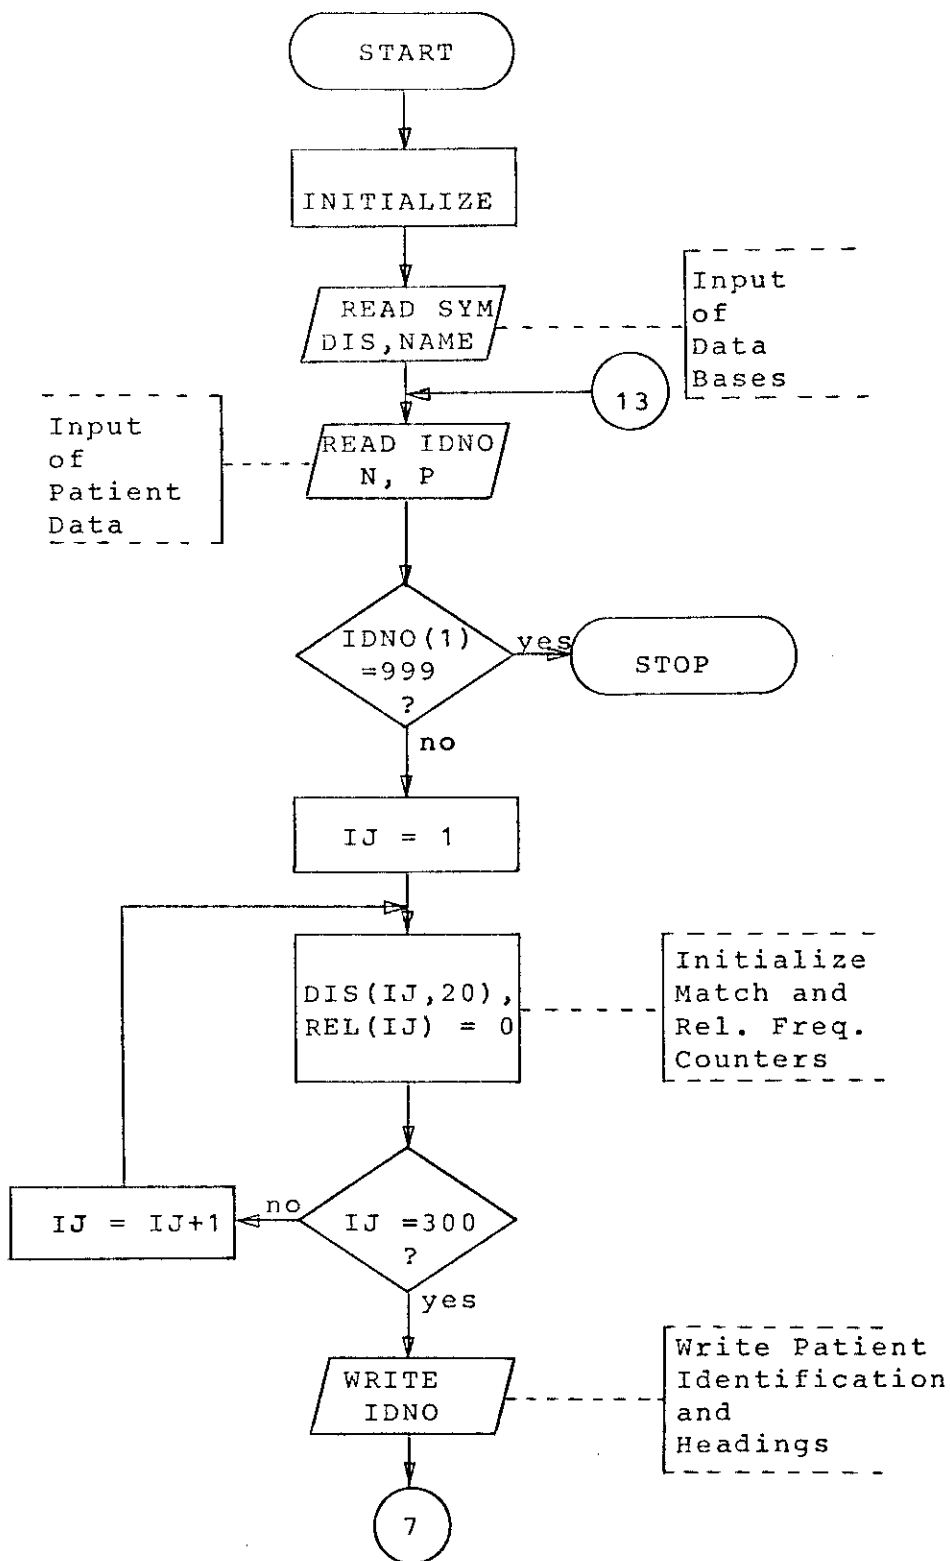 START
INITIALIZE
READ SYM
DIS,NAME
Input
of
Data
Bases
13
Input
of
Patient
Data
READ IDNO
N, P
IDNO(1)
=999
?
yes
STOP
no
IJ = 1
DIS(IJ,20),
REL(IJ) = 0
Initialize
Match and
Rel. Freq.
Counters
IJ =300
?
no
IJ = IJ+1
yes
WRITE
IDNO
Write Patient
Identification
and
Headings
7